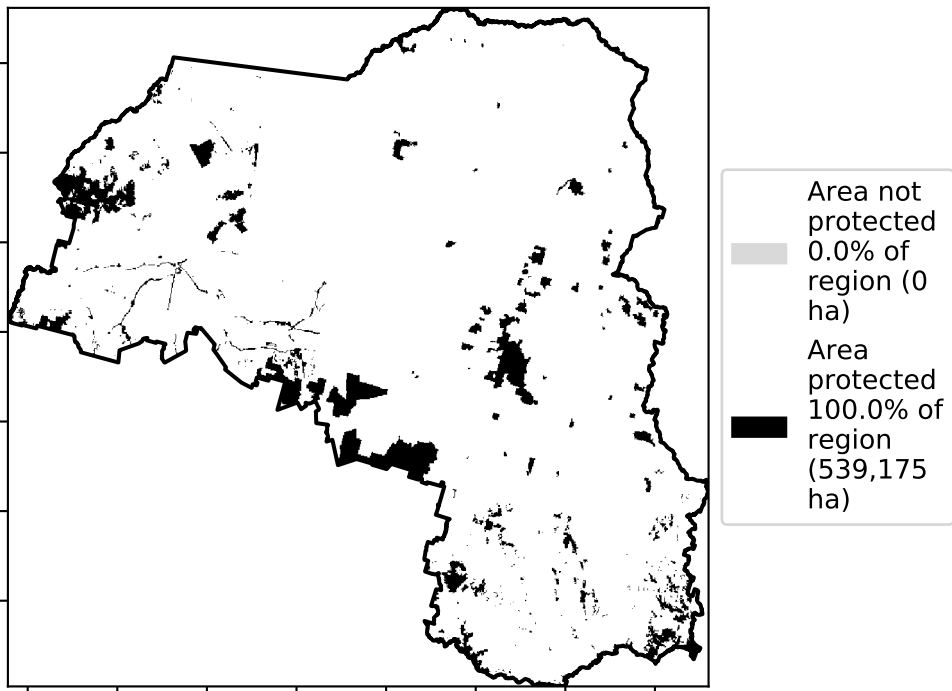 Area not
protected
0.0% of
region (0
ha)
Area
protected
100.0% of
region
(539,175
ha)